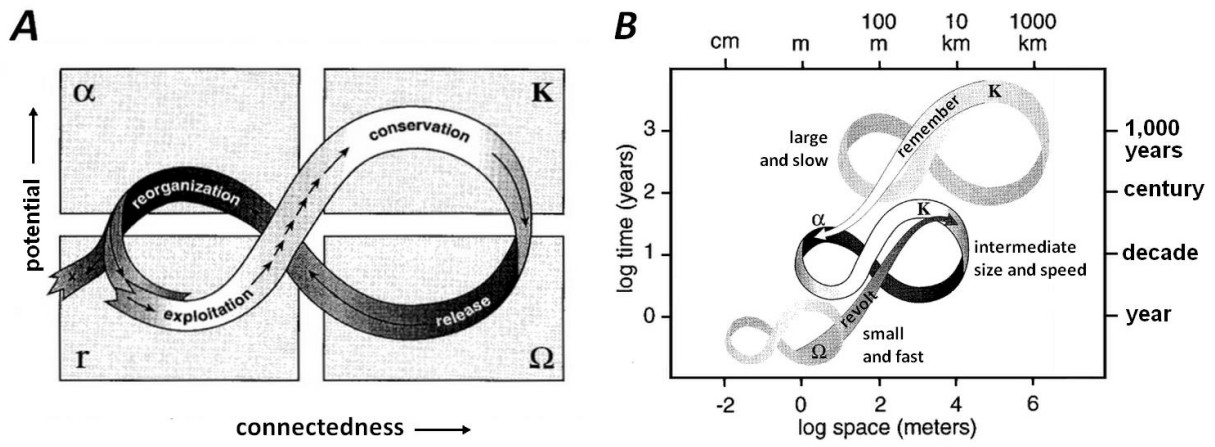 A
α
K
conservation
reorganization
potential
exploitation
release
r
Ω
connectedness
B
100
10
1000
cm
m
m
km
km
3
2
1
0
log time (years)
large
and slow
remember
K
α
K
intermediate
size and speed
revolt
small
and fast
Ω
1,000
years
century
decade
year
-2
0
2
4
6
log space (meters)